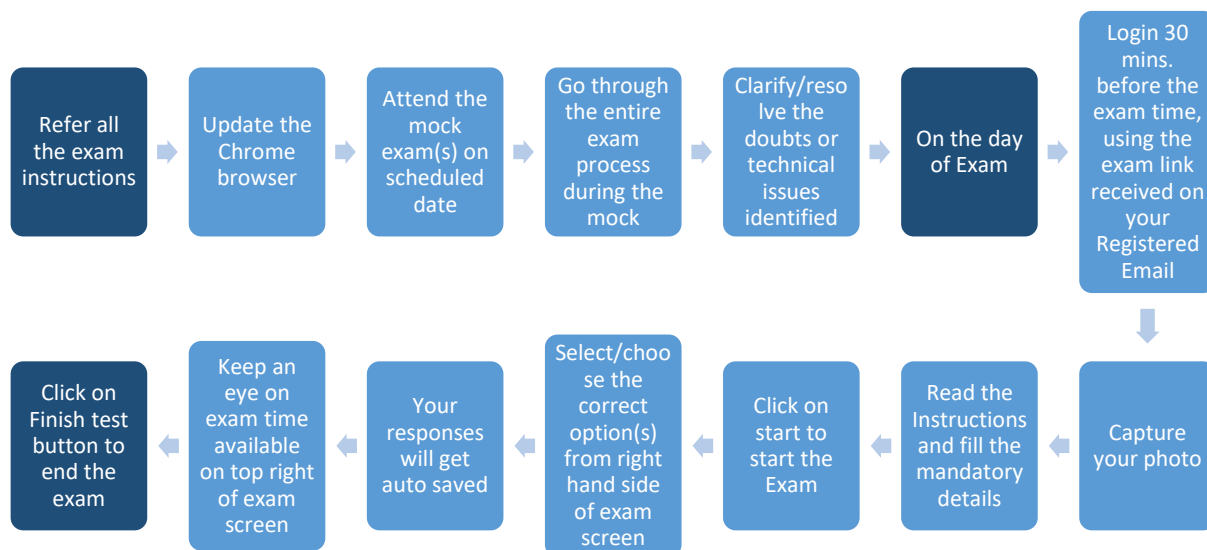 Refer all
the exam
instructions
Update the
Chrome
browser
Attend the
mock
exam(s) on
scheduled
date
Go through
the entire
exam
process
during the
mock
Clarify/reso
lve the
doubts or
technical
issues
identified
On the day
of Exam
Login 30
mins.
before the
exam time,
using the
exam link
received on
your
Registered
Email
Capture
your photo
Read the
Instructions
and fill the
mandatory
details
Click on
start to
start the
Exam
Select/choo
se the
correct
option(s)
from right
hand side
of exam
screen
Your
responses
will get
auto saved
Keep an
eye on
exam time
available
on top right
of exam
screen
Click on
Finish test
button to
end the
exam